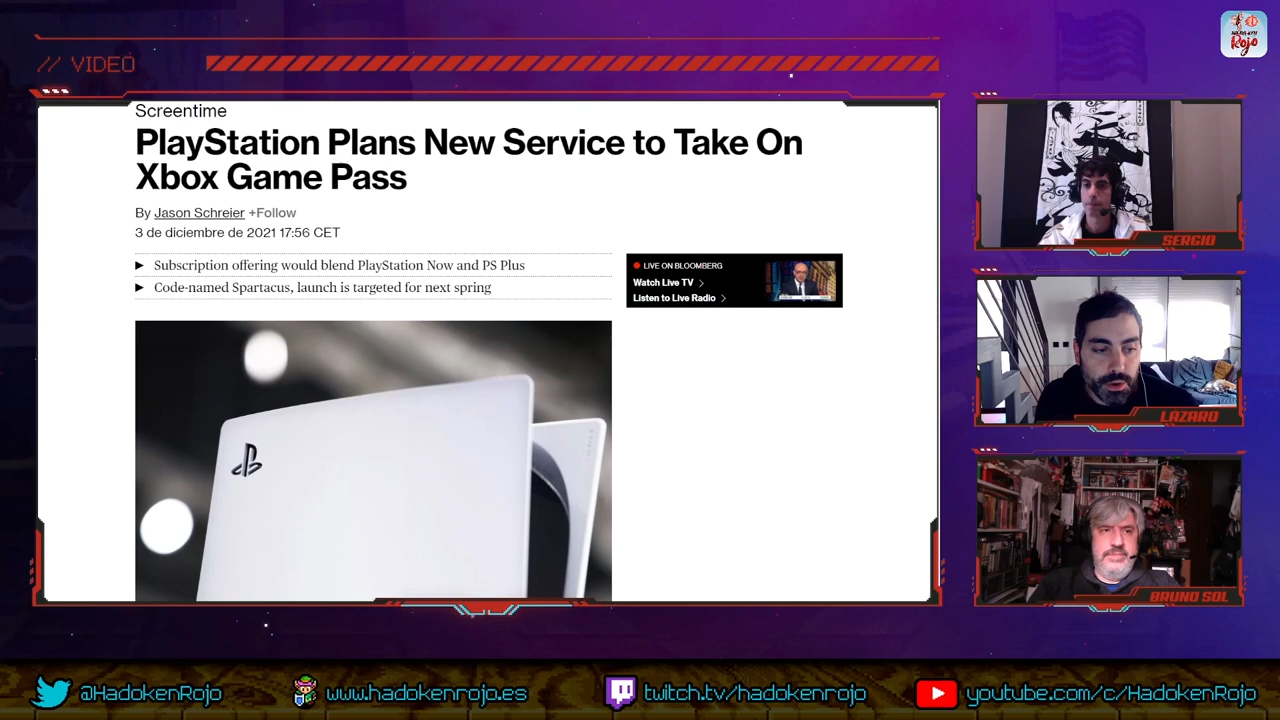 // VIDEO
Rojo
Screentime
PlayStation Plans New Service to Take On
Xbox Game Pass
By Jason Schreier +Follow
3 de diciembre de 2021 17:56 CET
▶ Subscription offering would blend PlayStation Now and PS Plus
▶ Code-named Spartacus, launch is targeted for next spring
LIVE ON BLOOMBERG
Watch Live TV >
Listen to Live Radio >
SERGIO
LÁZARO
BRUNO SOL
@HadokenRojo
www.hadokenrojo.es
twitch.tv/hadokenrojo
youtube.com/c/HadokenRojo